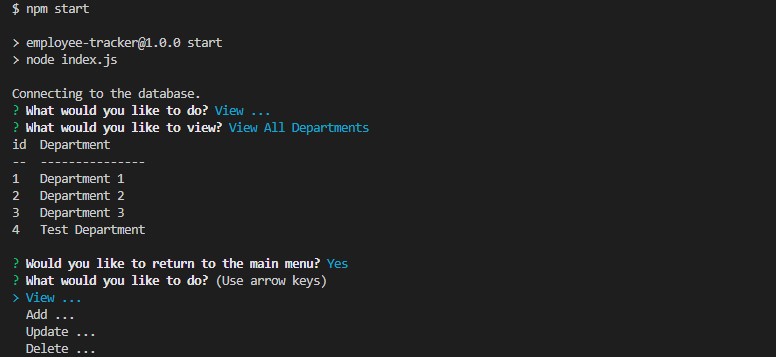 $ npm start
> employee-tracker@1.0.0 start
> node index.js
Connecting to the database.
? What would you like to do? View ...
? What would you like to view? View All Departments
id  Department
--  ---------------
1   Department 1
2   Department 2
3   Department 3
4   Test Department
? Would you like to return to the main menu? Yes
? What would you like to do? (Use arrow keys)
> View ...
  Add ...
  Update ...
  Delete ...